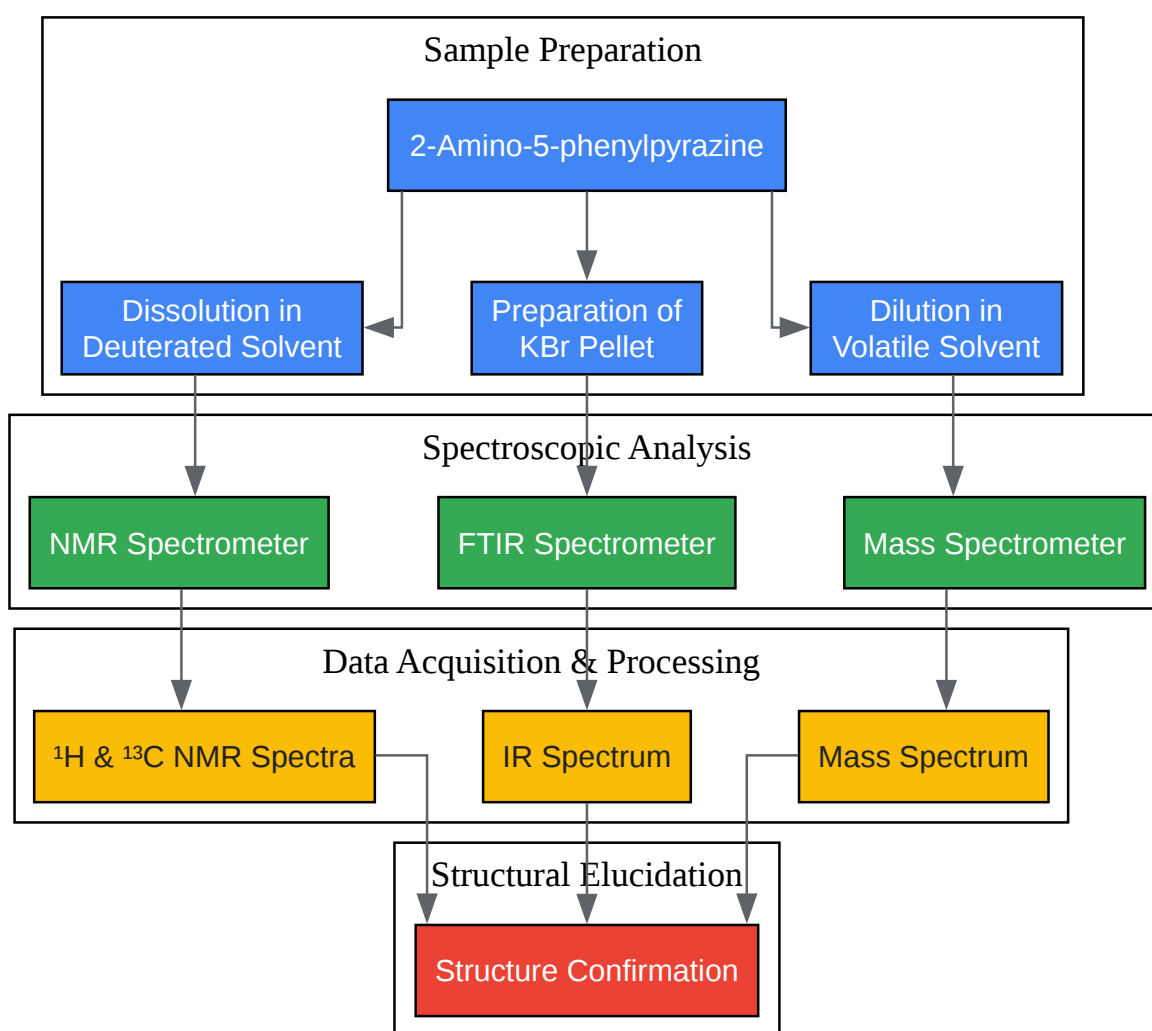 Sample Preparation
2-Amino-5-phenylpyrazine
Dissolution in
Deuterated Solvent
Preparation of
KBr Pellet
Dilution in
Volatile Solvent
Spectroscopic Analysis
NMR Spectrometer
FTIR Spectrometer
Mass Spectrometer
Data Acquisition & Processing
¹H & ¹³C NMR Spectra
IR Spectrum
Mass Spectrum
Structural Elucidation
Structure Confirmation